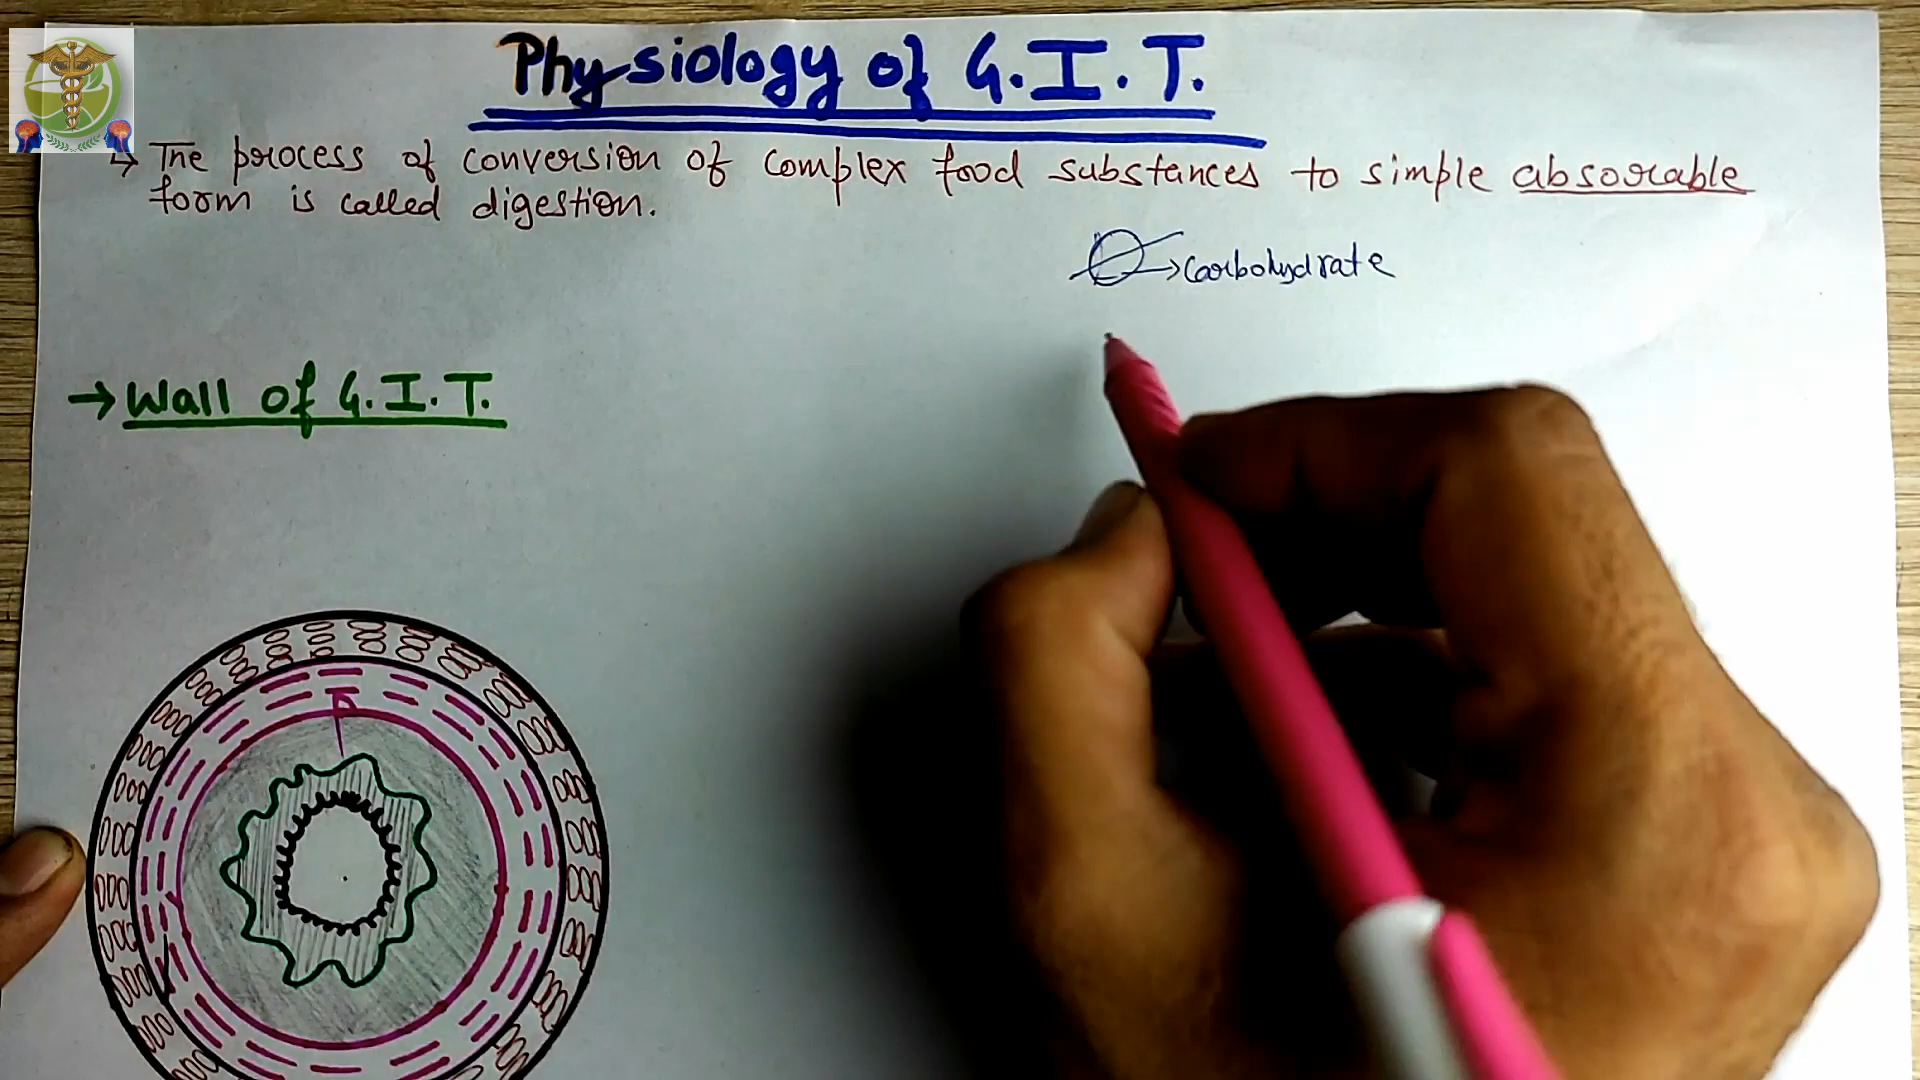 Physiology of G.I.T.
↳ The process of conversion of complex food substances to simple absorable
form is called digestion.
→ carbohydrate
→ Wall of G.I.T.